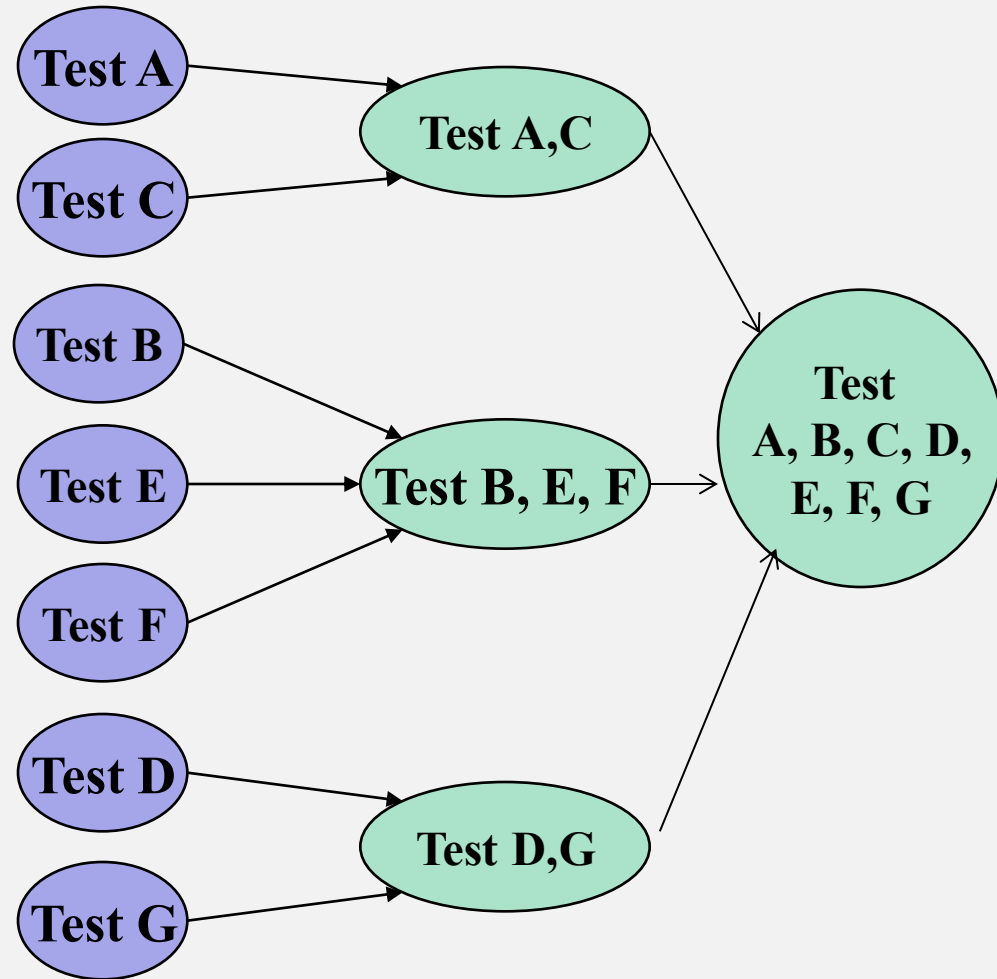 Test A
Test C
Test B
Test E
Test F
Test D
Test G
Test A,C
Test B, E, F
Test D,G
Test
A, B, C, D,
E, F, G